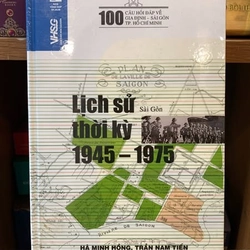 VHSG
100
CÂU HỎI ĐÁP VỀ
GIA ĐỊNH - SÀI GÒN
TP. HỒ CHÍ MINH
PLAN
DE LA VILLE DE
SAIGON
Lịch sử
Sài Gòn
thời kỳ
1945 – 1975
HÀ MINH HỒNG, TRẦN NAM TIẾN